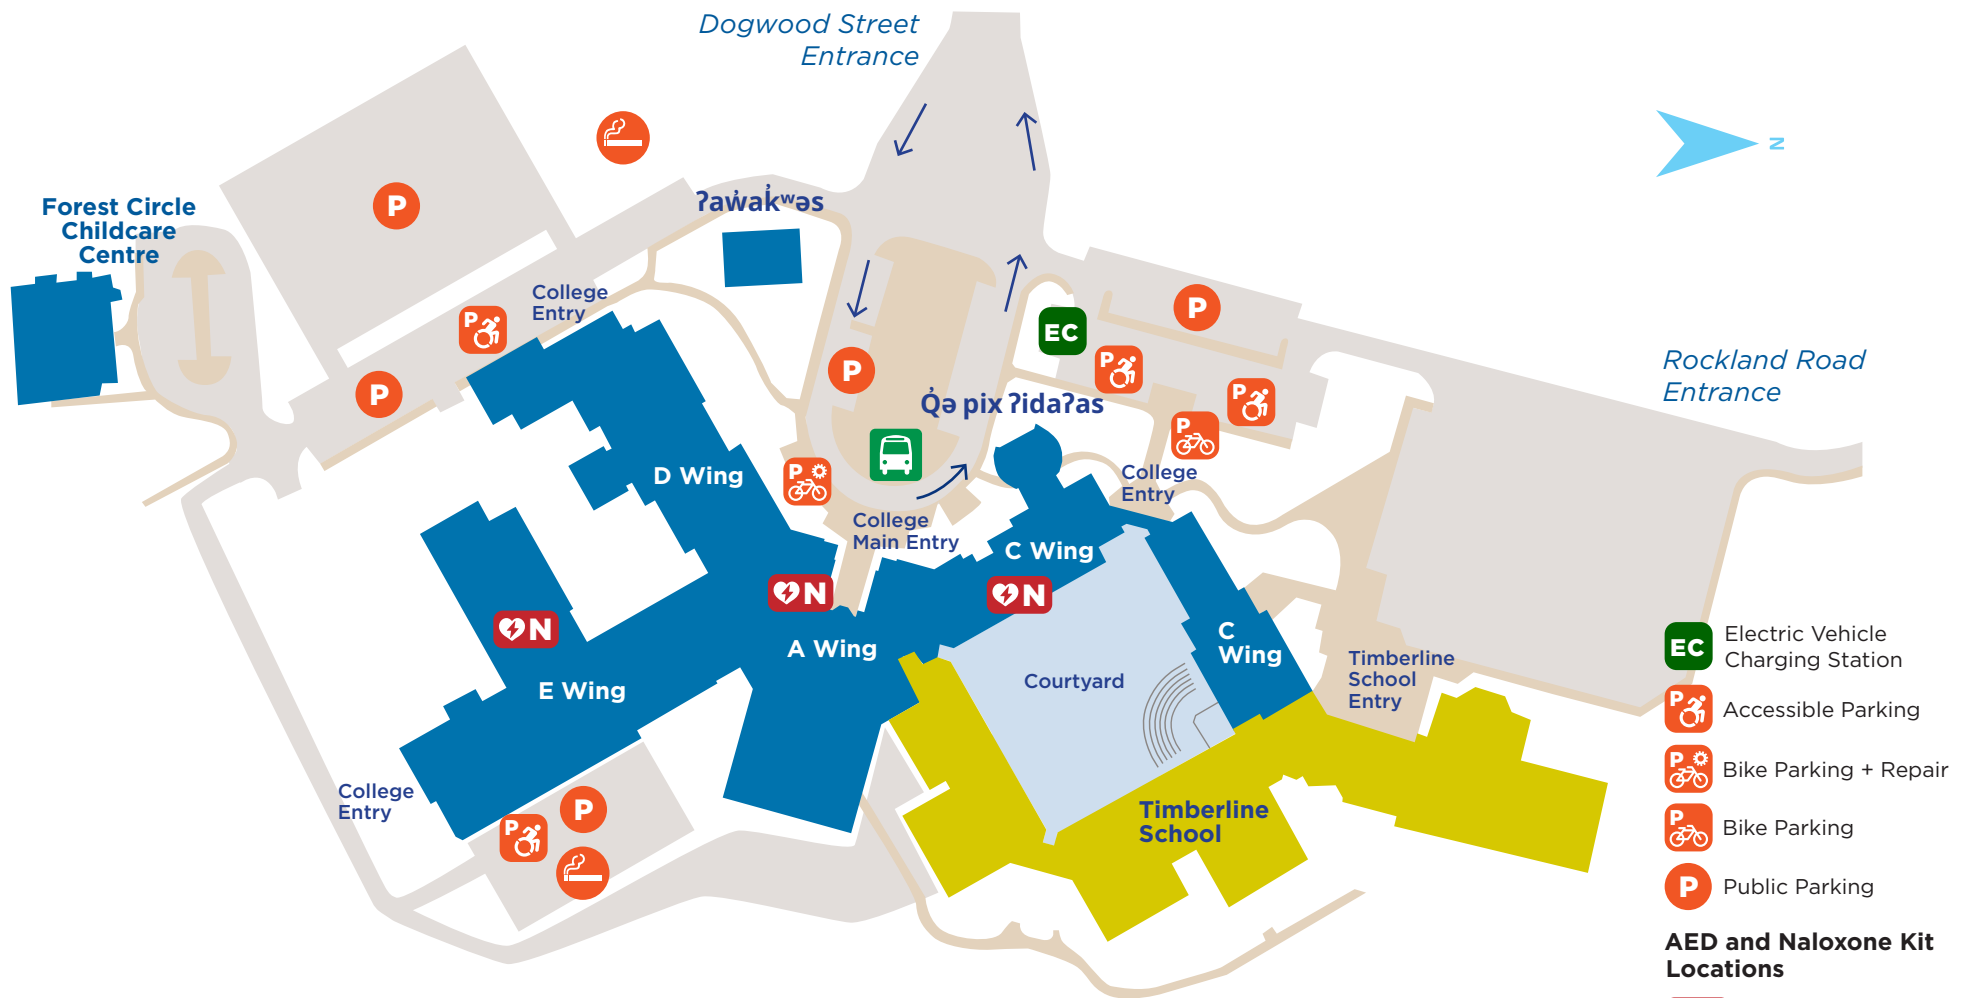 Dogwood Street
Entrance
N
Forest Circle
Childcare
Centre
P
ʔaw̓ak̓ʷəs
College
Entry
P
P
P
EC
P
P
P
P
Q̓ə pix ʔidaʔas
Rockland Road
Entrance
P
P
D Wing
College
Entry
College
Main Entry
C Wing
N
N
N
A Wing
E Wing
Courtyard
C
Wing
Timberline
School
Entry
College
Entry
P
P
Timberline
School
EC
Electric Vehicle
Charging Station
P
Accessible Parking
P
Bike Parking + Repair
P
Bike Parking
P
Public Parking
AED and Naloxone Kit
Locations